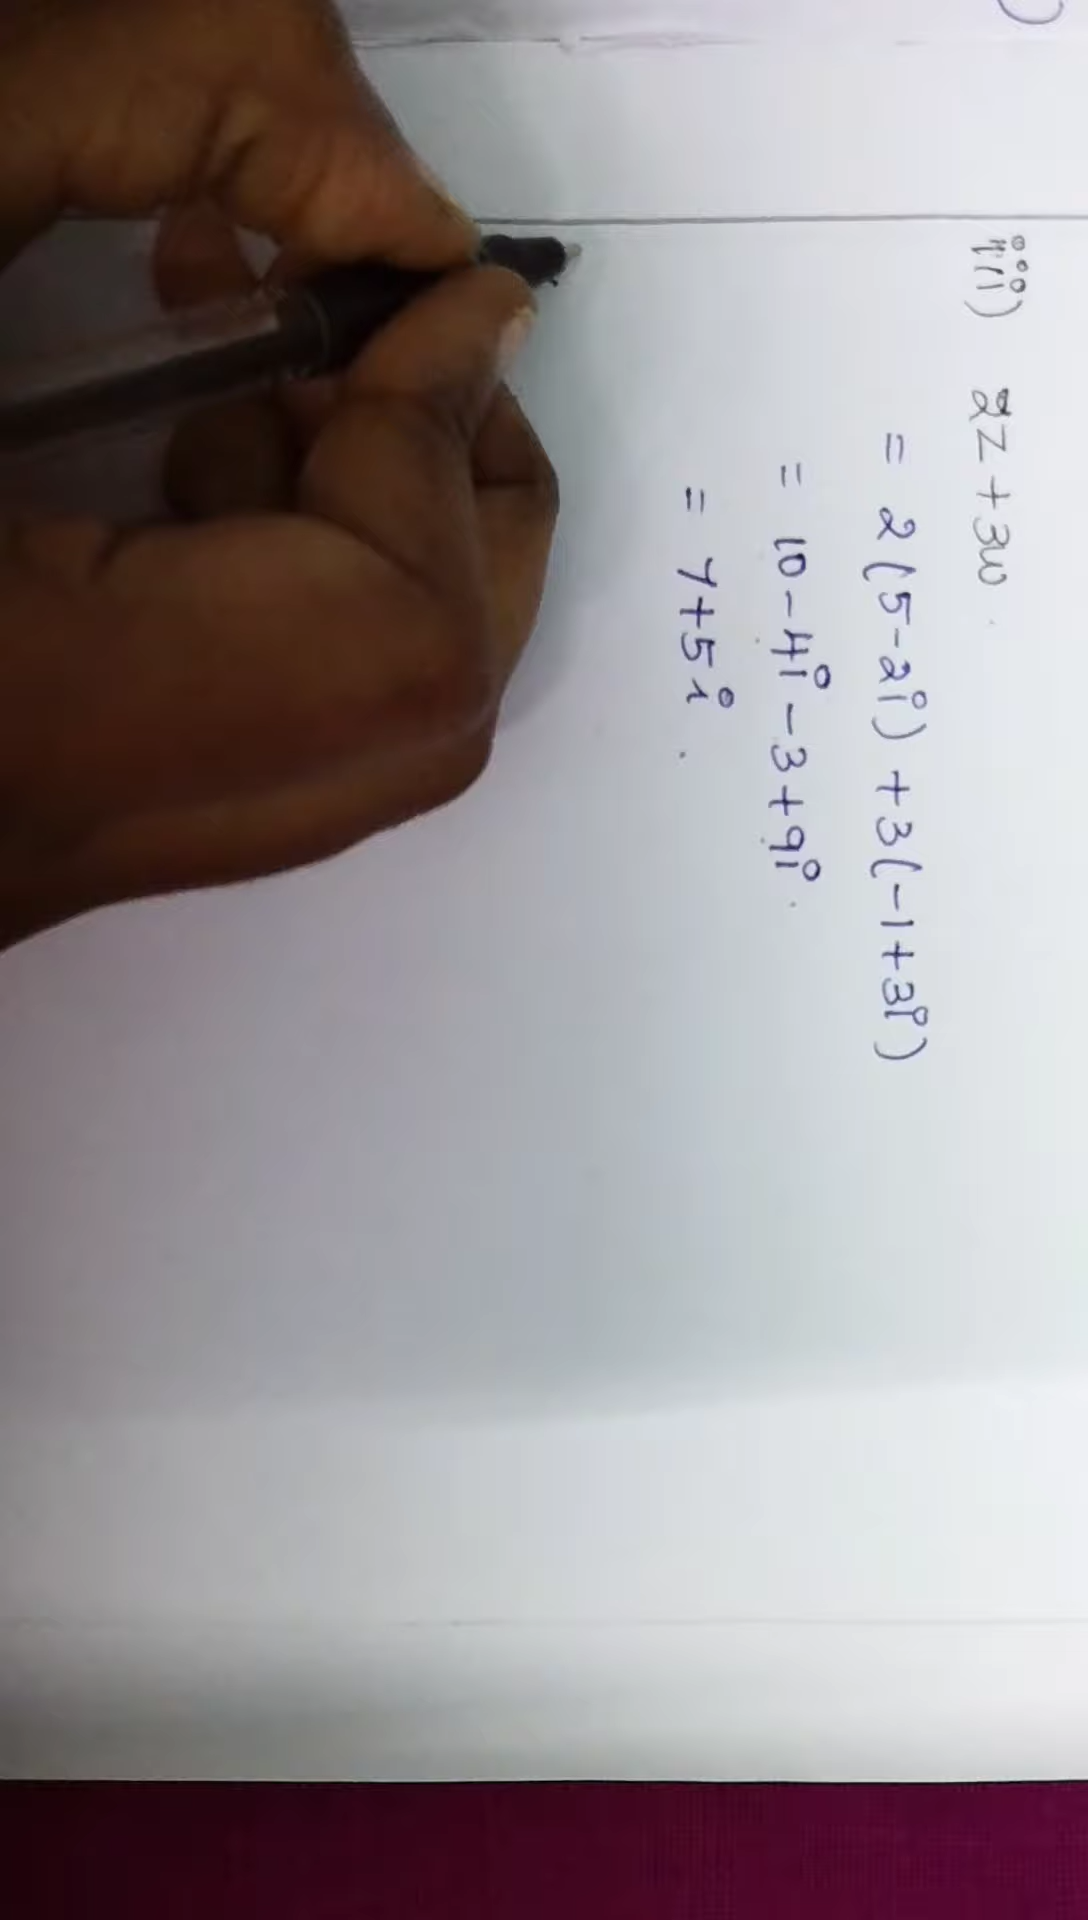 iii) 2z + 3w.
= 2(5-2i) + 3(-1+3i)
= 10 - 4i - 3 + 9i.
= 7+5i.